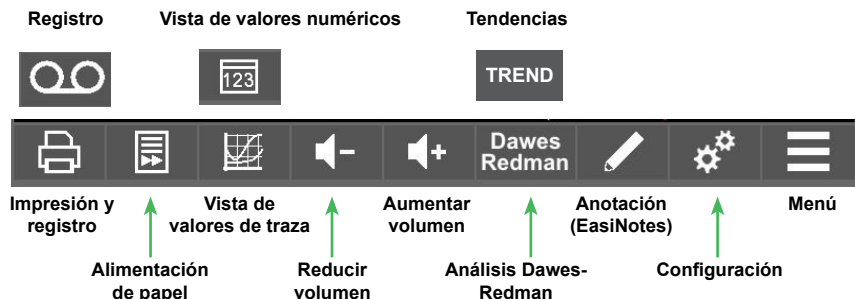 Registro
Vista de valores numéricos
Tendencias
123
TREND
Dawes
Redman
Impresión y
registro
Vista de
valores de traza
Aumentar
volumen
Anotación
(EasiNotes)
Menú
Alimentación
de papel
Reducir
volumen
Análisis Dawes-
Redman
Configuración